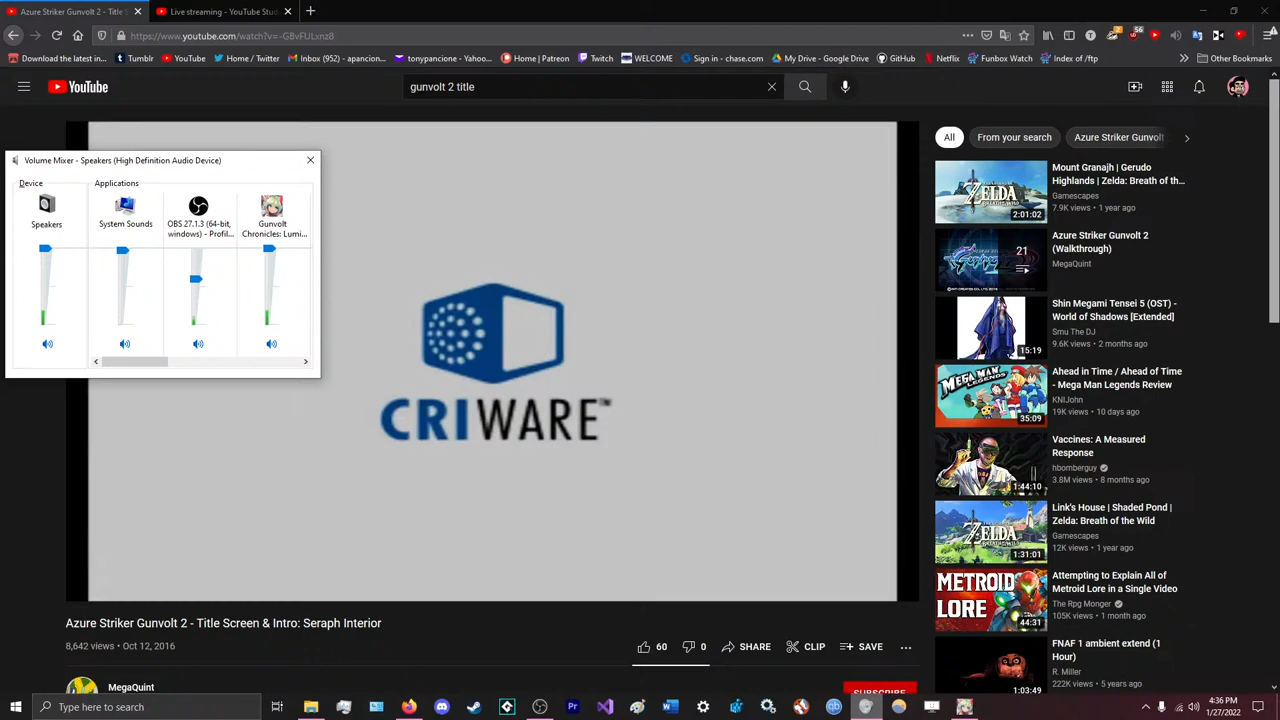 Azure Striker Gunvolt 2 - Title S
Live streaming - YouTube Stud
https://www.youtube.com/watch?v=-GBvFULxnz8
Download the latest in...
Tumblr
YouTube
Home / Twitter
Inbox (952) - apancion...
tonypancione - Yahoo...
Home | Patreon
Twitch
WELCOME
Sign in - chase.com
My Drive - Google Drive
GitHub
Netflix
Funbox Watch
Index of /ftp
Other Bookmarks
YouTube
gunvolt 2 title
Volume Mixer - Speakers (High Definition Audio Device)
Device
Applications
Speakers
System Sounds
OBS 27.1.3 (64-bit,
windows) - Profil...
Gunvolt
Chronicles: Lumi...
CRIWARE™
All
From your search
Azure Striker Gunvolt
Mount Granajh | Gerudo
Highlands | Zelda: Breath of th...
Gamescapes
7.9K views • 1 year ago
ZELDA
2:01:02
Azure Striker Gunvolt 2
(Walkthrough)
MegaQuint
21
Shin Megami Tensei 5 (OST) -
World of Shadows [Extended]
Smu The DJ
9.6K views • 2 months ago
15:19
Ahead in Time / Ahead of Time
- Mega Man Legends Review
KNIJohn
19K views • 10 days ago
MEGA MAN
LEGENDS
35:09
Vaccines: A Measured
Response
hbomberguy
3.8M views • 8 months ago
1:44:10
Link's House | Shaded Pond |
Zelda: Breath of the Wild
Gamescapes
12K views • 1 year ago
ZELDA
1:31:01
Attempting to Explain All of
Metroid Lore in a Single Video
The Rpg Monger
105K views • 1 month ago
METROID
LORE
44:31
FNAF 1 ambient extend (1
Hour)
R. Miller
222K views • 5 years ago
1:03:49
Azure Striker Gunvolt 2 - Title Screen & Intro: Seraph Interior
8,642 views • Oct 12, 2016
60
0
SHARE
CLIP
SAVE
MegaQuint
SUBSCRIBE
Type here to search
4:36 PM
1/27/2022